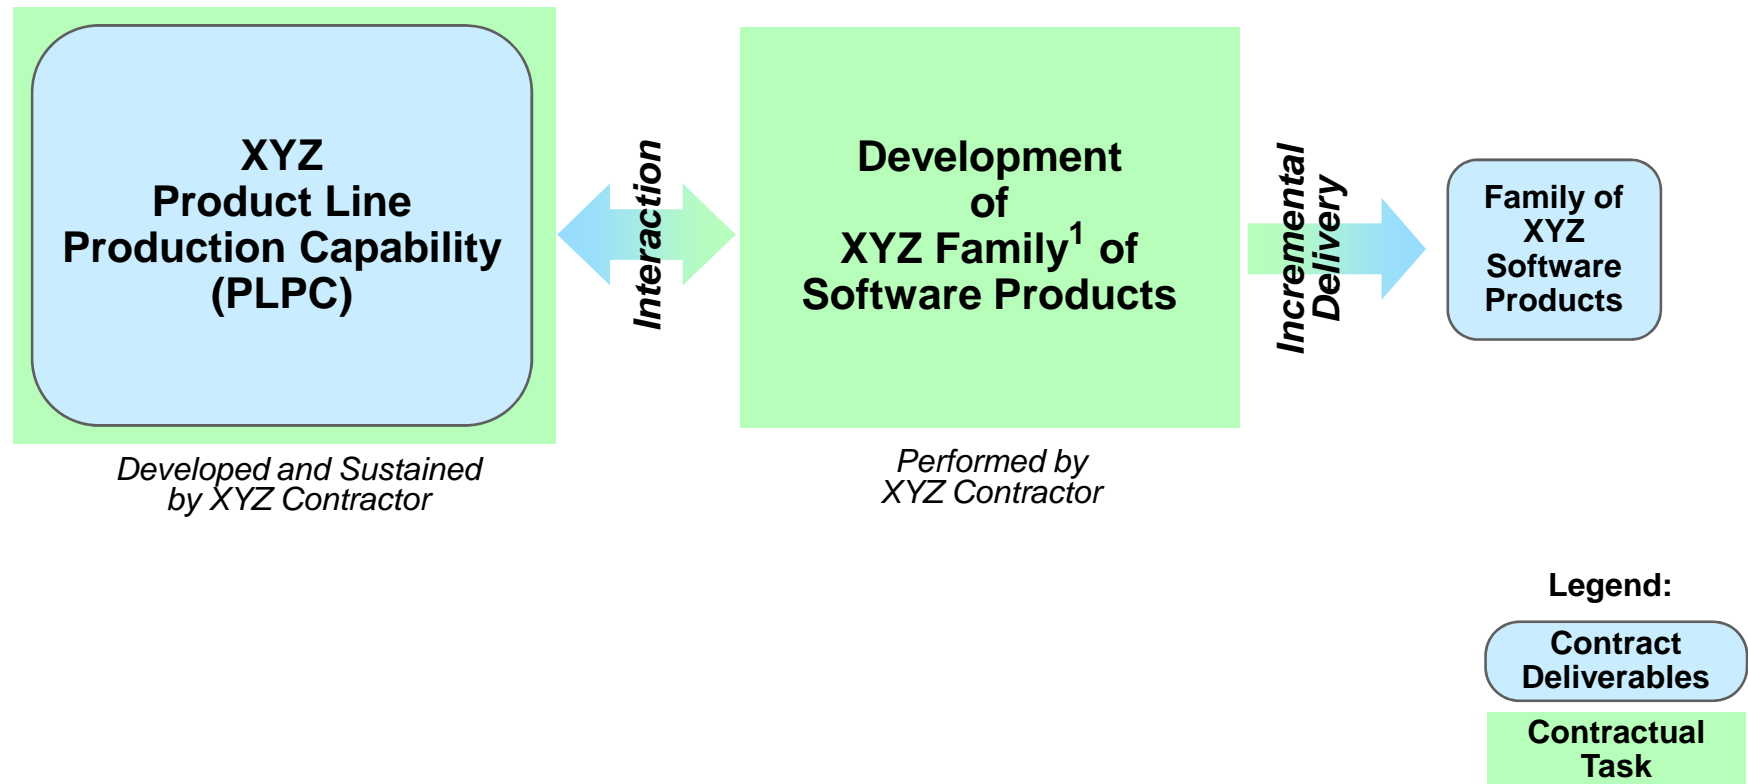 XYZ
Product Line
Production Capability
(PLPC)
Developed and Sustained
by XYZ Contractor
Interaction
Development
of
XYZ Family1 of
Software Products
Performed by
XYZ Contractor
Incremental
Delivery
Family of
XYZ
Software
Products
Legend:
Contract
Deliverables
Contractual
Task